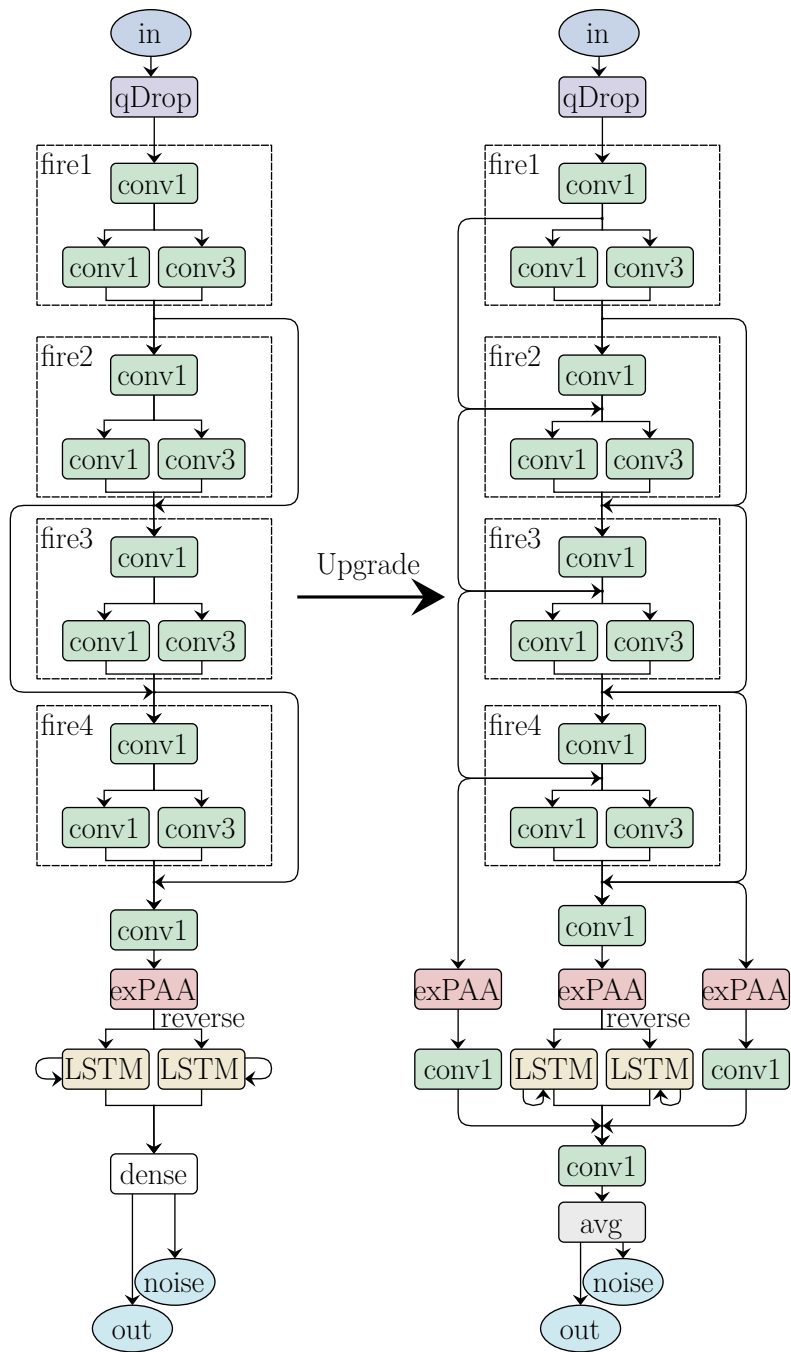 in
qDrop
fire1
conv1
conv1
conv3
fire2
conv1
conv1
conv3
fire3
conv1
conv1
conv3
fire4
conv1
conv1
conv3
conv1
exPAA
reverse
LSTM
LSTM
dense
noise
out
Upgrade
in
qDrop
fire1
conv1
conv1
conv3
fire2
conv1
conv1
conv3
fire3
conv1
conv1
conv3
fire4
conv1
conv1
conv3
conv1
exPAA
exPAA
exPAA
reverse
conv1
LSTM
LSTM
conv1
conv1
avg
noise
out